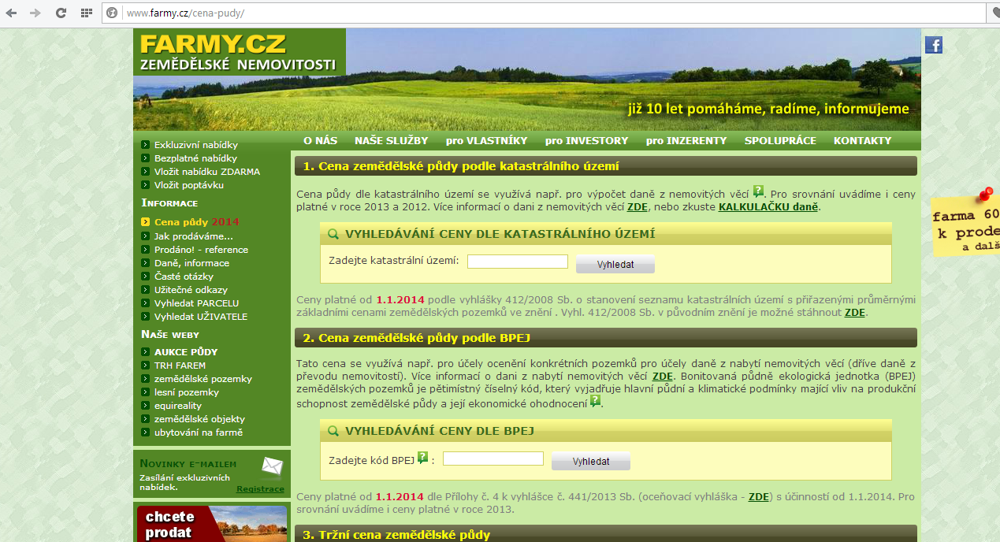 www.farmy.cz/cena-pudy/
FARMY.CZ
ZEMĚDĚLSKÉ NEMOVITOSTI
již 10 let pomáháme, radíme, informujeme
O NÁS NAŠE SLUŽBY pro VLASTNÍKY pro INVESTORY pro INZERENTY SPOLUPRÁCE KONTAKTY
Exkluzivní nabídky
Bezplatné nabídky
Vložit nabídku ZDARMA
Vložit poptávku
INFORMACE
Cena půdy 2014
Jak prodáváme...
Prodáno! - reference
Daně, informace
Časté otázky
Užitečné odkazy
Vyhledat PARCELU
Vyhledat UŽIVATELE
NAŠE WEBY
AUKCE PŮDY
TRH FAREM
zemědělské pozemky
lesní pozemky
equireality
zemědělské objekty
ubytování na farmě
NOVINKY E-MAILEM
Zasílání exkluzivních
nabídek.
Registrace
chcete
prodat
1. Cena zemědělské půdy podle katastrálního území
Cena půdy dle katastrálního území se využívá např. pro výpočet daně z nemovitých věcí ?. Pro srovnání uvádíme i ceny
platné v roce 2013 a 2012. Více informací o dani z nemovitých věcí ZDE, nebo zkuste KALKULAČKU daně.
VYHLEDÁVÁNÍ CENY DLE KATASTRÁLNÍHO ÚZEMÍ
Zadejte katastrální území: Vyhledat
Ceny platné od 1.1.2014 podle vyhlášky 412/2008 Sb. o stanovení seznamu katastrálních území s přiřazenými průměrnými
základními cenami zemědělských pozemků ve znění . Vyhl. 412/2008 Sb. v původním znění je možné stáhnout ZDE.
2. Cena zemědělské půdy podle BPEJ
Tato cena se využívá např. pro účely ocenění konkrétních pozemků pro účely daně z nabytí nemovitých věcí (dříve daně z
převodu nemovitostí). Více informací o dani z nabytí nemovitých věcí ZDE. Bonitovaná půdně ekologická jednotka (BPEJ)
zemědělských pozemků je pětimístný číselný kód, který vyjadřuje hlavní půdní a klimatické podmínky mající vliv na produkční
schopnost zemědělské půdy a její ekonomické ohodnocení ?.
VYHLEDÁVÁNÍ CENY DLE BPEJ
Zadejte kód BPEJ ? : Vyhledat
Ceny platné od 1.1.2014 dle Přílohy č. 4 k vyhlášce č. 441/2013 Sb. (oceňovací vyhláška - ZDE) s účinností od 1.1.2014. Pro
srovnání uvádíme i ceny platné v roce 2013.
3. Tržní cena zemědělské půdy
f
farma 60
k prode
a dalš